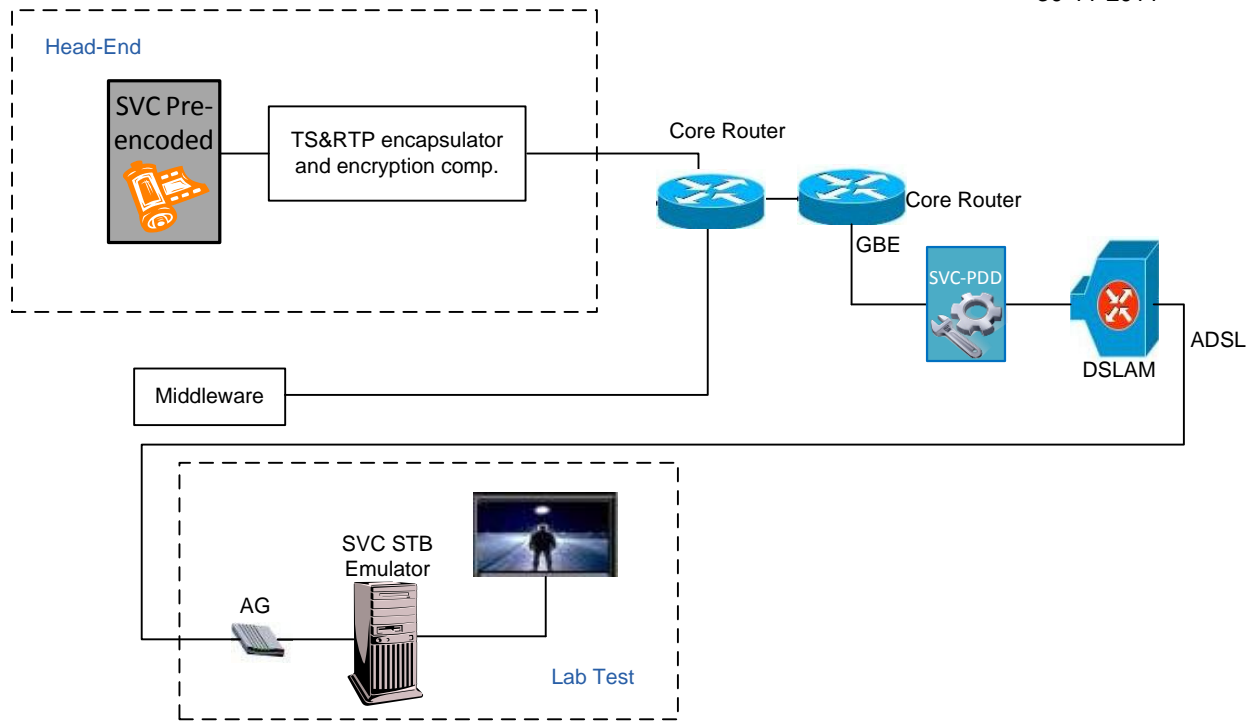 Head-End
SVC Pre-
encoded
TS&RTP encapsulator
and encryption comp.
Core Router
Core Router
GBE
SVC-PDD
ADSL
DSLAM
Middleware
SVC STB
Emulator
AG
Lab Test